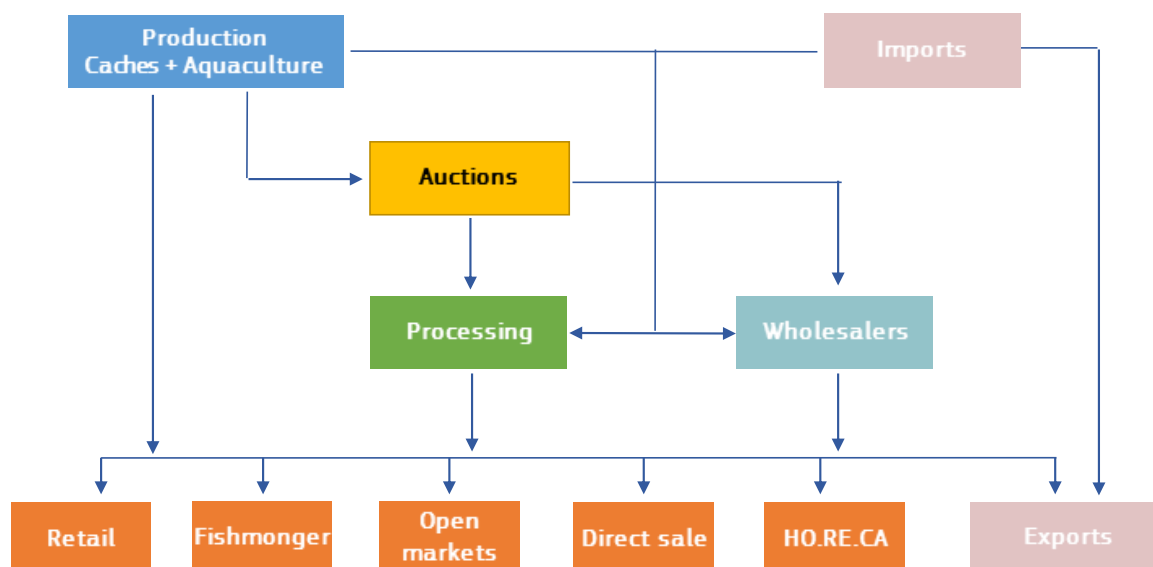 Production
Caches + Aquaculture
Imports
Auctions
Processing
Wholesalers
Retail
Fishmonger
Open
markets
Direct sale
HO.RE.CA
Exports